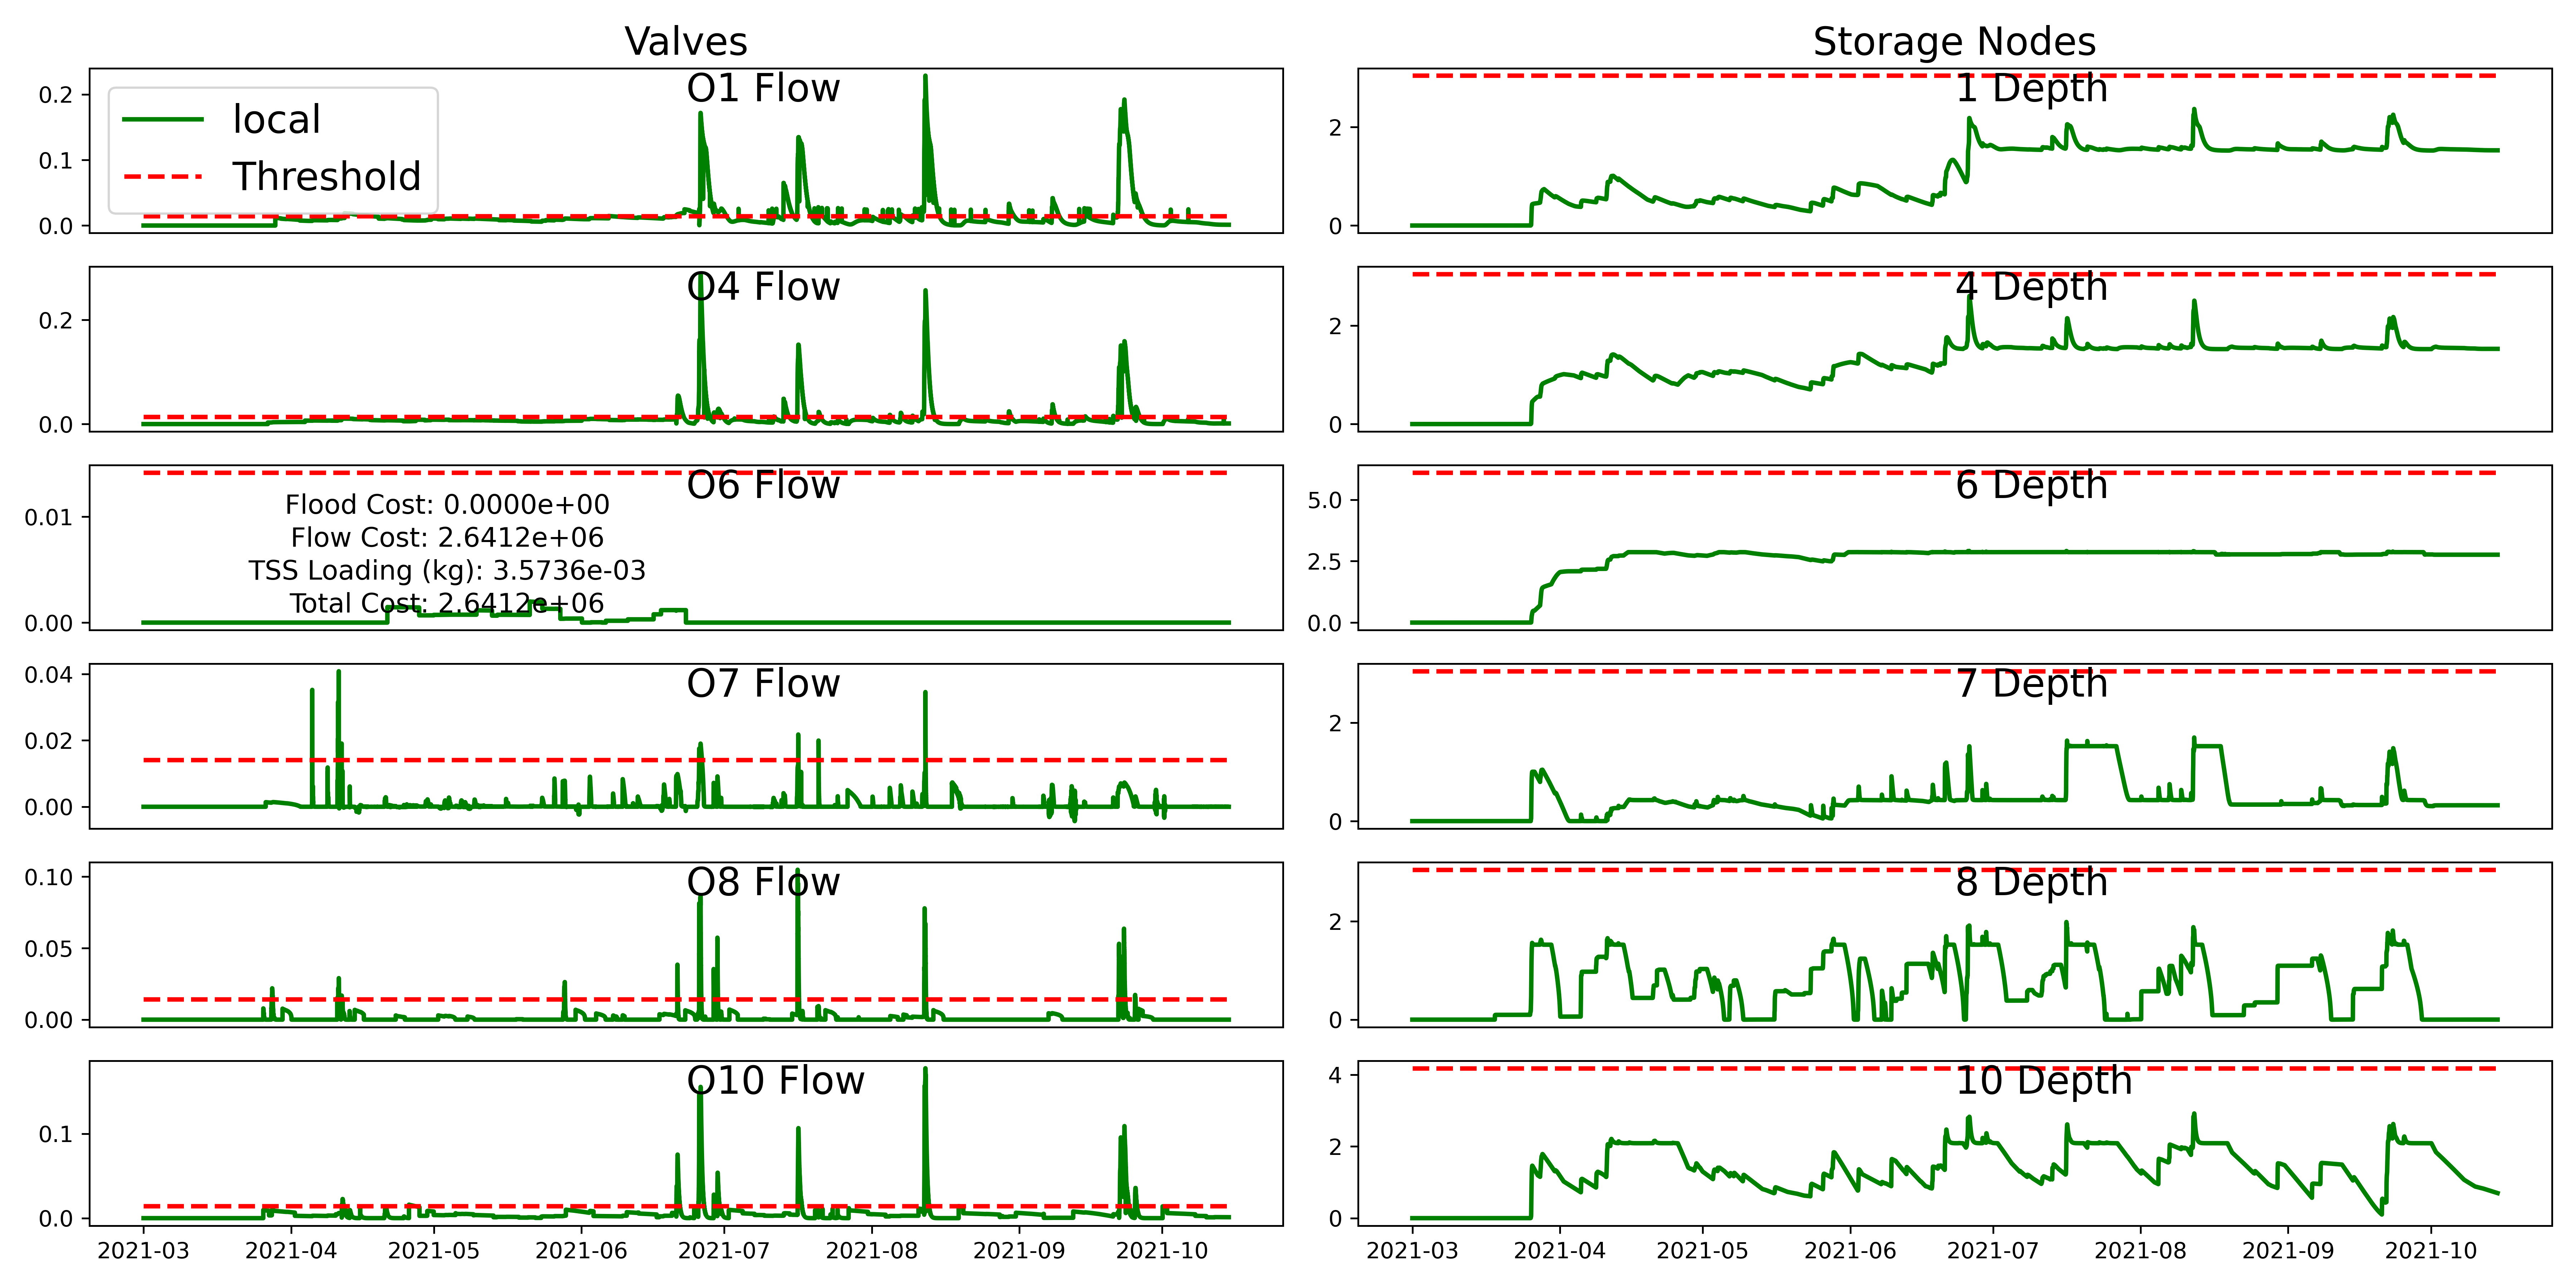 Valves
Storage Nodes
O1 Flow
local
Threshold
0.2
0.1
0.0
1 Depth
2
0
O4 Flow
0.2
0.0
4 Depth
2
0
O6 Flow
Flood Cost: 0.0000e+00
Flow Cost: 2.6412e+06
TSS Loading (kg): 3.5736e-03
Total Cost: 2.6412e+06
0.01
0.00
6 Depth
5.0
2.5
0.0
O7 Flow
0.04
0.02
0.00
7 Depth
2
0
O8 Flow
0.10
0.05
0.00
8 Depth
2
0
O10 Flow
0.1
0.0
10 Depth
4
2
0
2021-03 2021-04 2021-05 2021-06 2021-07 2021-08 2021-09 2021-10
2021-03 2021-04 2021-05 2021-06 2021-07 2021-08 2021-09 2021-10